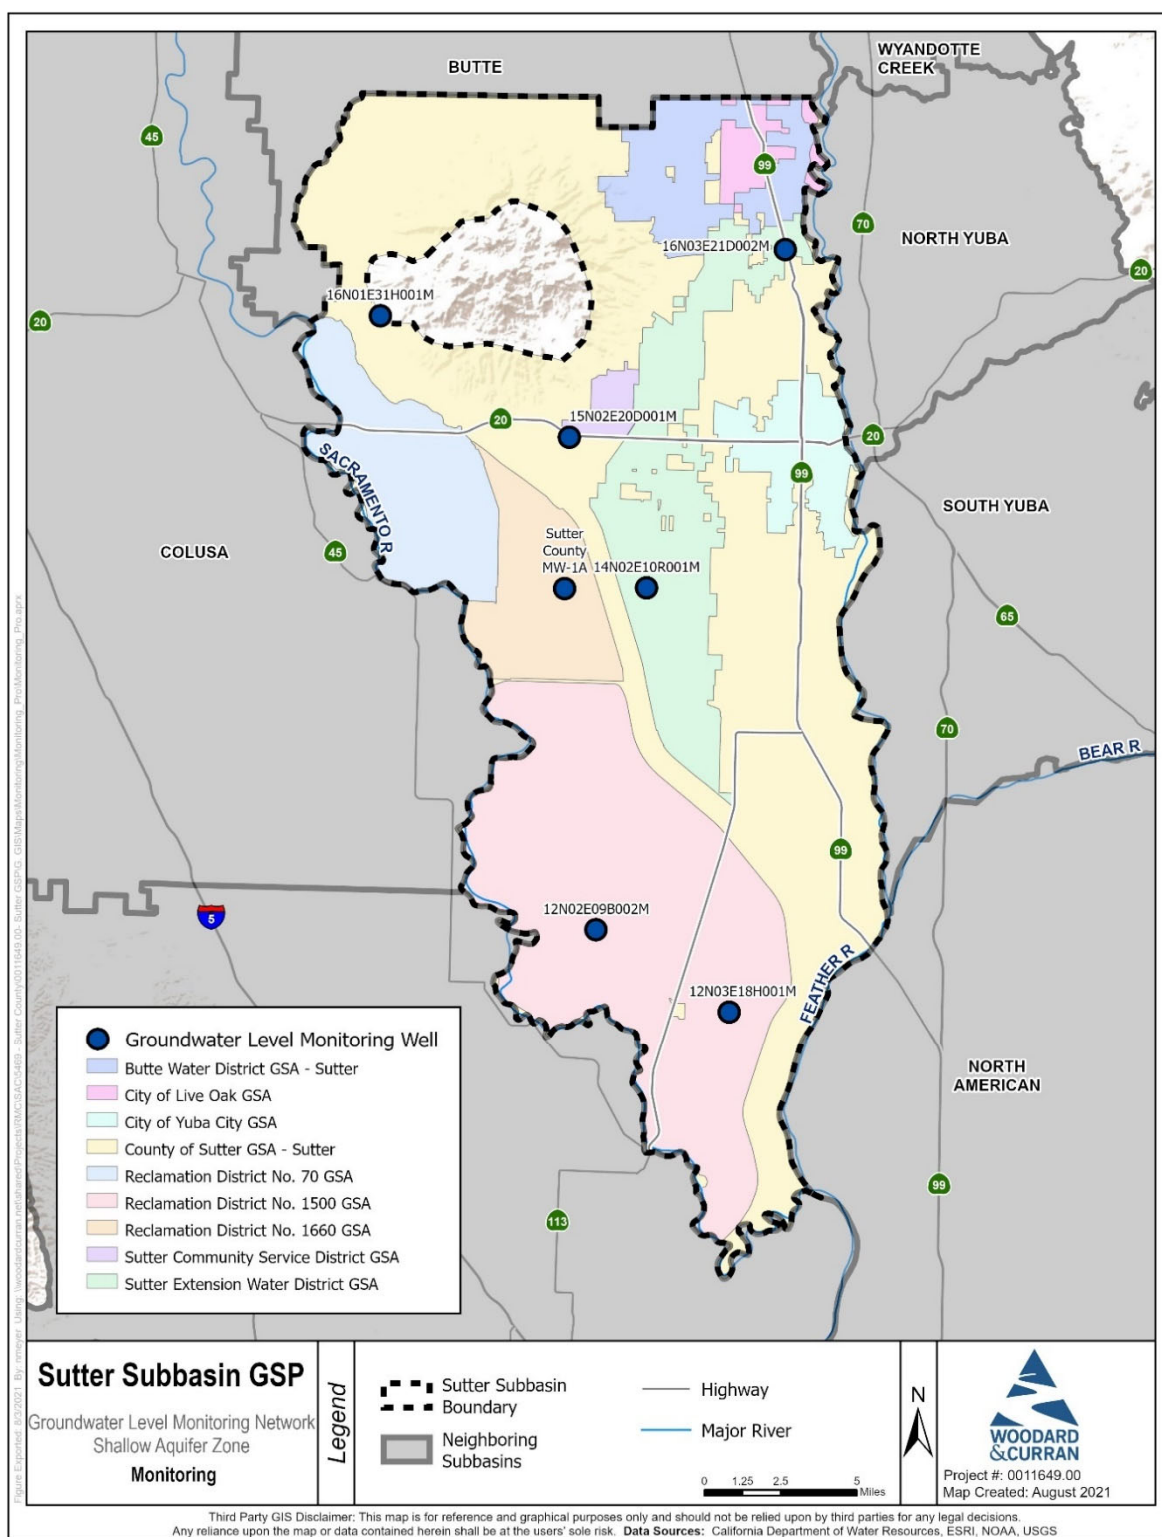 BUTTE
WYANDOTTE
CREEK
45
99
70
16N03E21D002M
NORTH YUBA
20
16N01E31H001M
20
15N02E20D001M
20
20
SACRAMENTO R
99
SOUTH YUBA
COLUSA
45
Sutter
County
MW-1A
14N02E10R001M
65
70
BEAR R
99
5
12N02E09B002M
FEATHER R
12N03E18H001M
NORTH
AMERICAN
99
113
Groundwater Level Monitoring Well
Butte Water District GSA - Sutter
City of Live Oak GSA
City of Yuba City GSA
County of Sutter GSA - Sutter
Reclamation District No. 70 GSA
Reclamation District No. 1500 GSA
Reclamation District No. 1660 GSA
Sutter Community Service District GSA
Sutter Extension Water District GSA
Sutter Subbasin GSP
Groundwater Level Monitoring Network
Shallow Aquifer Zone
Monitoring
Legend
Sutter Subbasin
Boundary
Neighboring
Subbasins
Highway
Major River
0 1.25 2.5 5
Miles
N
WOODARD
&CURRAN
Project #: 0011649.00
Map Created: August 2021
Third Party GIS Disclaimer: This map is for reference and graphical purposes only and should not be relied upon by third parties for any legal decisions.
Any reliance upon the map or data contained herein shall be at the users' sole risk. Data Sources: California Department of Water Resources, ESRI, NOAA, USGS